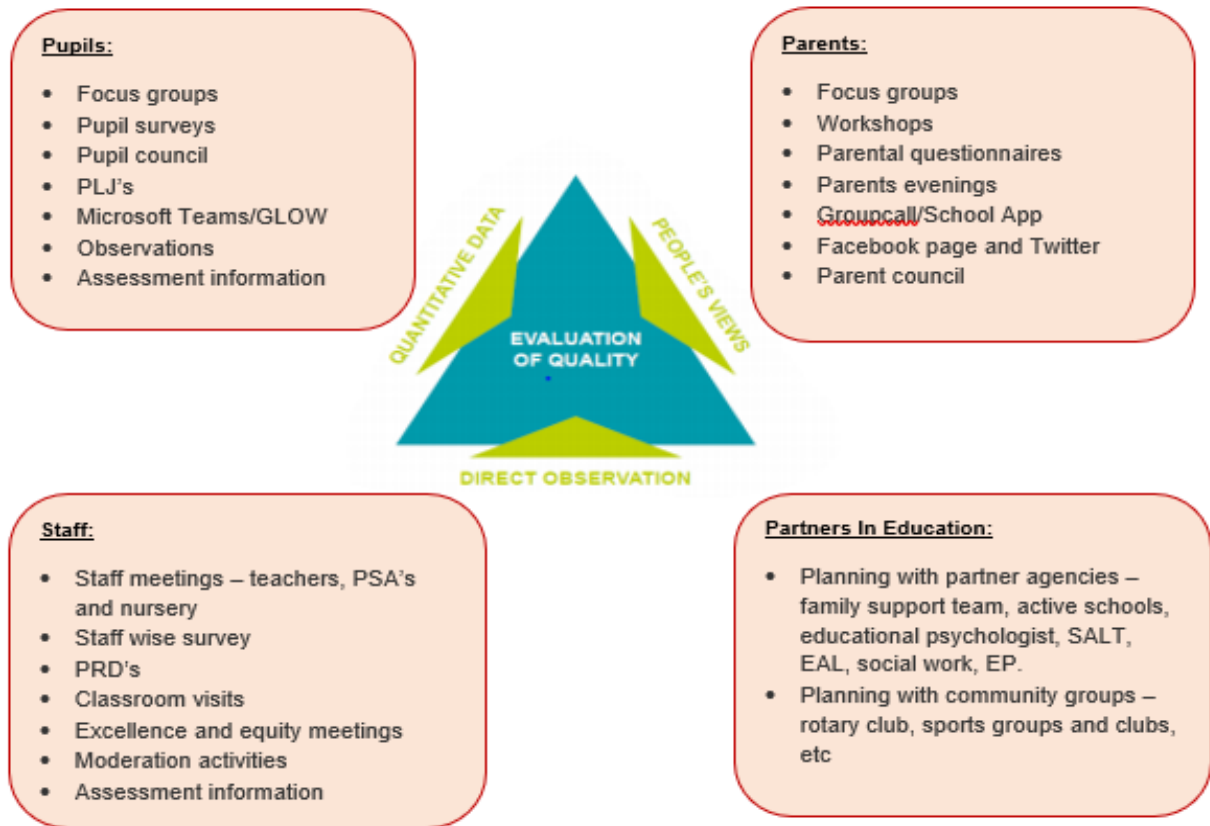 Pupils:
• Focus groups
• Pupil surveys
• Pupil council
• PLJ's
• Microsoft Teams/GLOW
• Observations
• Assessment information
Parents:
• Focus groups
• Workshops
• Parental questionnaires
• Parents evenings
• Groupcall/School App
• Facebook page and Twitter
• Parent council
QUANTITATIVE DATA
PEOPLE'S VIEWS
EVALUATION
OF QUALITY
DIRECT OBSERVATION
Staff:
• Staff meetings – teachers, PSA's
and nursery
• Staff wise survey
• PRD's
• Classroom visits
• Excellence and equity meetings
• Moderation activities
• Assessment information
Partners In Education:
• Planning with partner agencies –
family support team, active schools,
educational psychologist, SALT,
EAL, social work, EP.
• Planning with community groups –
rotary club, sports groups and clubs,
etc